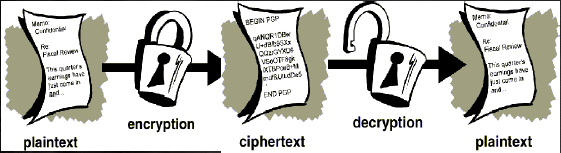 Memo:
Confidential
Re:
Fiscal Review
This quarter's
earnings have
just come in
and...
plaintext
encryption
BEGIN PGP
END PGP
ciphertext
decryption
Memo:
Confidential
Re:
Fiscal Review
This quarter's
earnings have
just come in
and...
plaintext